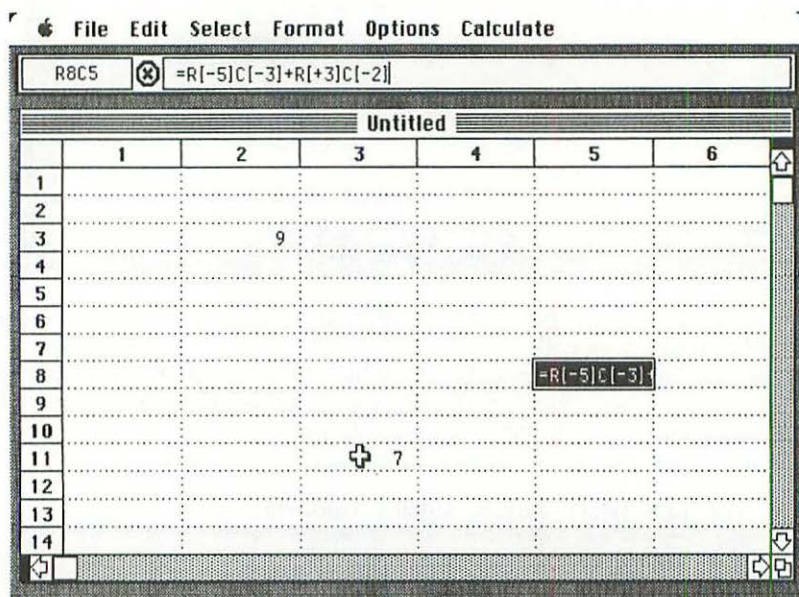 File Edit Select Format Options Calculate
R8C5 =R[-5]C[-3]+R[+3]C[-2]
Untitled
1 2 3 4 5 6
1
2
3 9
4
5
6
7
8 =R[-5]C[-3]+
9
10
11 7
12
13
14